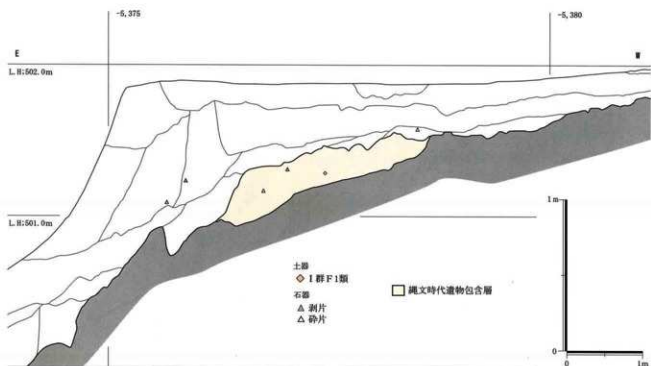 -5,375
-5,380
E
W
L.H:502.0m
L.H:501.0m
土器
I群F1類
石器
剥片
砕片
縄文時代遺物包含層
1m
0
0
1m